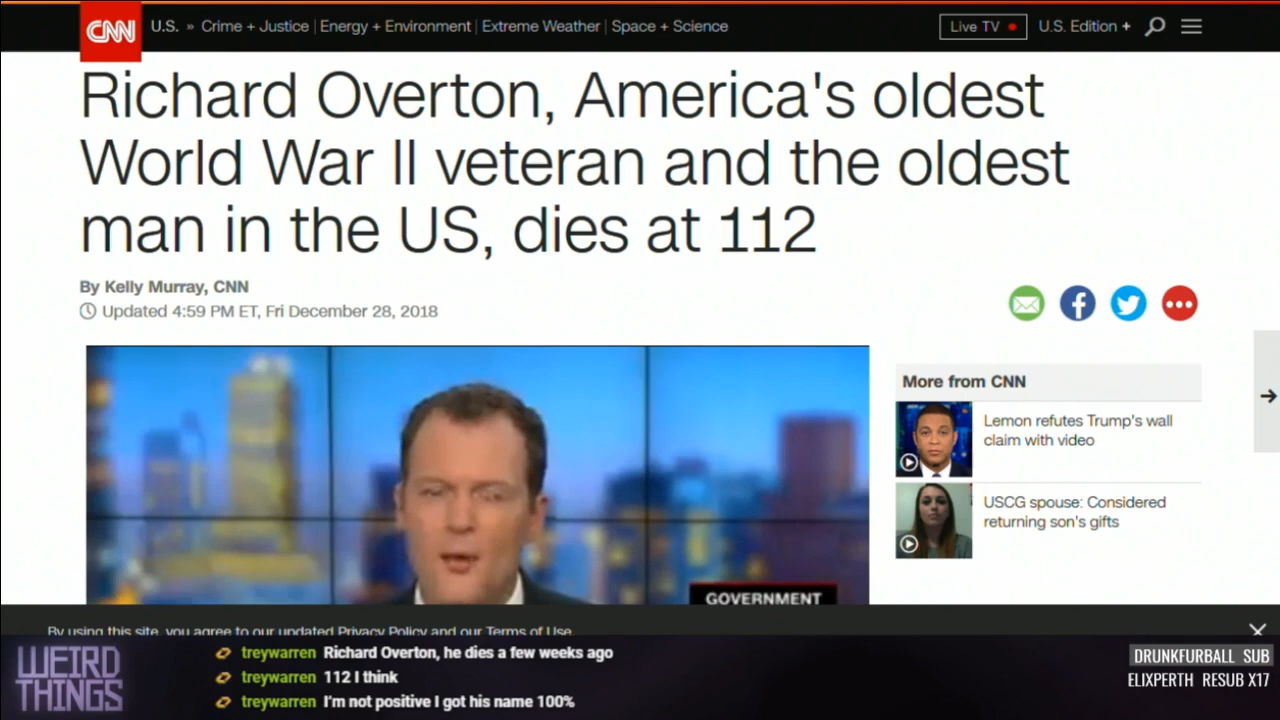 CNN U.S. » Crime + Justice | Energy + Environment | Extreme Weather | Space + Science Live TV U.S. Edition +
Richard Overton, America's oldest
World War II veteran and the oldest
man in the US, dies at 112
By Kelly Murray, CNN
Updated 4:59 PM ET, Fri December 28, 2018
More from CNN
Lemon refutes Trump's wall
claim with video
USCG spouse: Considered
returning son's gifts
GOVERNMENT
By using this site, you agree to our updated Privacy Policy and our Terms of Use.
WEIRD
THINGS
treywarren Richard Overton, he dies a few weeks ago
treywarren 112 I think
treywarren I'm not positive I got his name 100%
DRUNKFURBALL SUB
ELIXPERTH RESUB X17